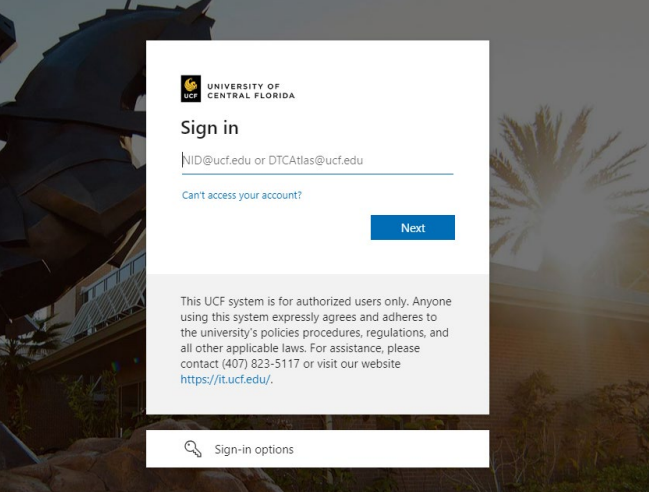 UCF
UNIVERSITY OF
CENTRAL FLORIDA
Sign in
NID@ucf.edu or DTCAtlas@ucf.edu
Can't access your account?
Next
This UCF system is for authorized users only. Anyone
using this system expressly agrees and adheres to
the university's policies procedures, regulations, and
all other applicable laws. For assistance, please
contact (407) 823-5117 or visit our website
https://it.ucf.edu/.
Sign-in options